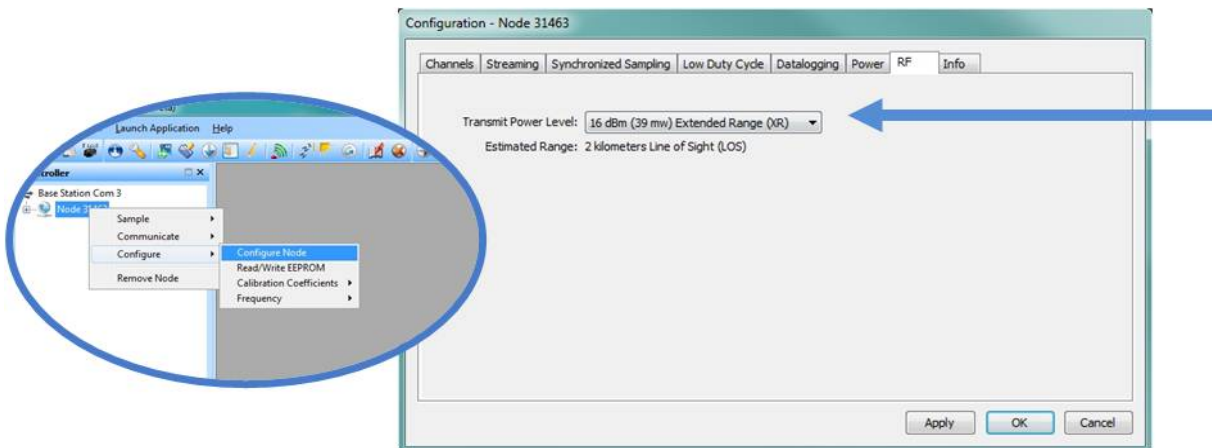 Launch Application Help
Base Station Com 3
Node 31463
Sample
Communicate
Configure
Remove Node
Configure Node
Read/Write EEPROM
Calibration Coefficients
Frequency
Configuration - Node 31463
Channels Streaming Synchronized Sampling Low Duty Cycle Datalogging Power RF Info
Transmit Power Level: 16 dBm (39 mw) Extended Range (XR)
Estimated Range: 2 kilometers Line of Sight (LOS)
Apply OK Cancel